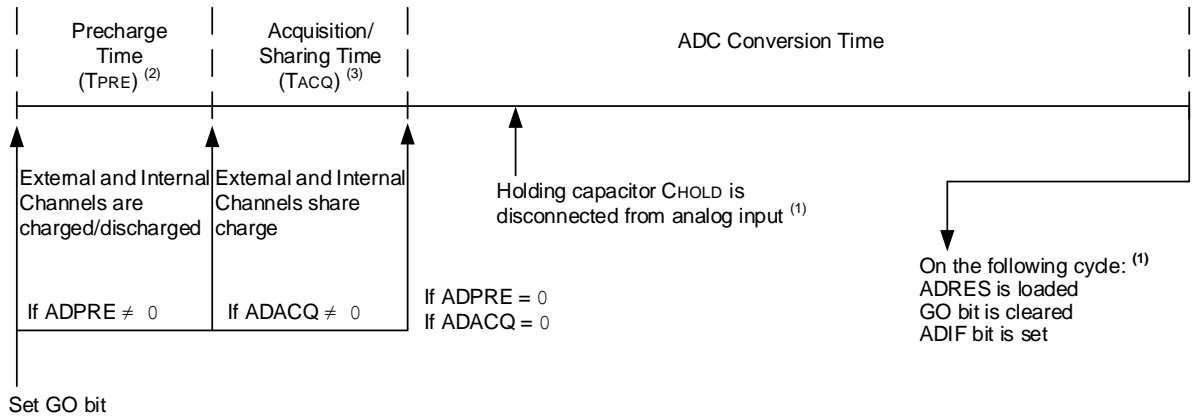 Precharge
Time
(TPRE) (2)
Acquisition/
Sharing Time
(TACQ) (3)
ADC Conversion Time
External and Internal
Channels are
charged/discharged
External and Internal
Channels share
charge
Holding capacitor CHOLD is
disconnected from analog input (1)
If ADPRE ≠ 0
If ADACQ ≠ 0
If ADPRE = 0
If ADACQ = 0
On the following cycle: (1)
ADRES is loaded
GO bit is cleared
ADIF bit is set
Set GO bit